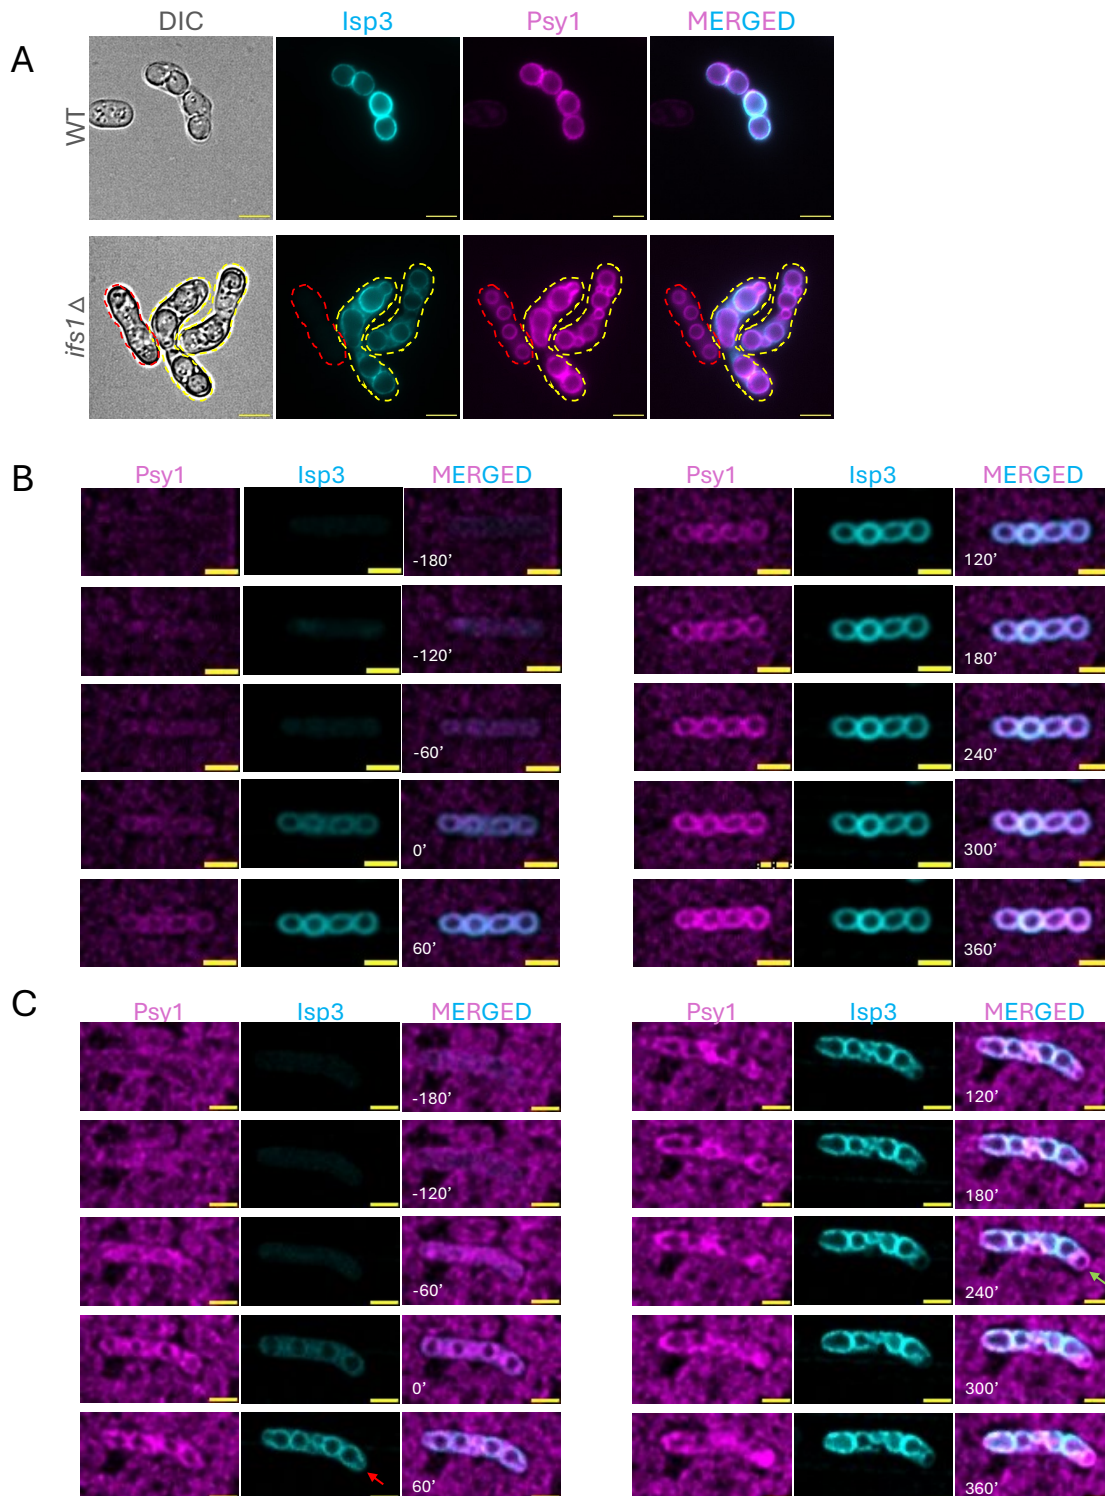 DIC Isp3 Psy1 MERGED
A
WT
ifs1 Δ
B
Psy1 Isp3 MERGED Psy1 Isp3 MERGED
-180’ 120’
-120’ 180’
-60’ 240’
0’ 300’
60’ 360’
C
Psy1 Isp3 MERGED Psy1 Isp3 MERGED
-180’ 120’
-120’ 180’
-60’ 240’
0’ 300’
60’ 360’